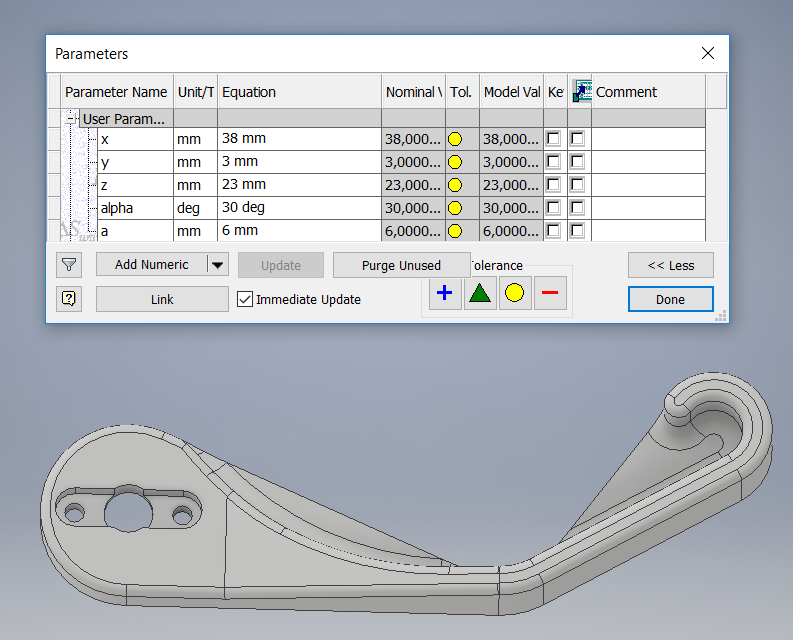 Parameters
Parameter Name Unit/T Equation Nominal V Tol. Model Val Ke Comment
User Param...
x mm 38 mm 38,000... 38,000...
y mm 3 mm 3,0000... 3,0000...
z mm 23 mm 23,000... 23,000...
alpha deg 30 deg 30,000... 30,000...
a mm 6 mm 6,0000... 6,0000...
Add Numeric Update Purge Unused Tolerance << Less
Link Immediate Update Done